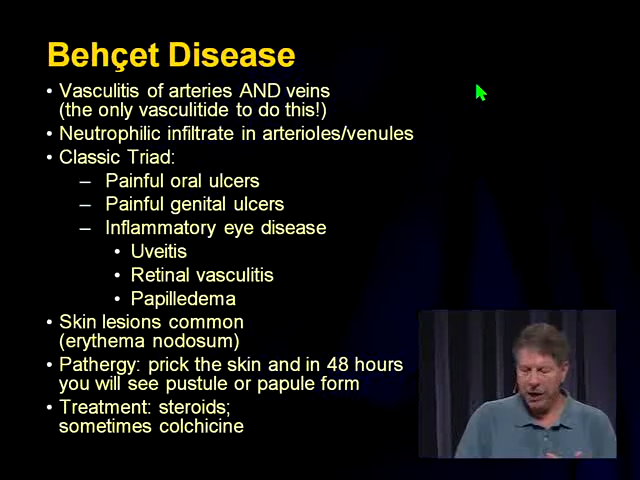 Behçet Disease
• Vasculitis of arteries AND veins
(the only vasculitide to do this!)
• Neutrophilic infiltrate in arterioles/venules
• Classic Triad:
– Painful oral ulcers
– Painful genital ulcers
– Inflammatory eye disease
• Uveitis
• Retinal vasculitis
• Papilledema
• Skin lesions common
(erythema nodosum)
• Pathergy: prick the skin and in 48 hours
you will see pustule or papule form
• Treatment: steroids;
sometimes colchicine